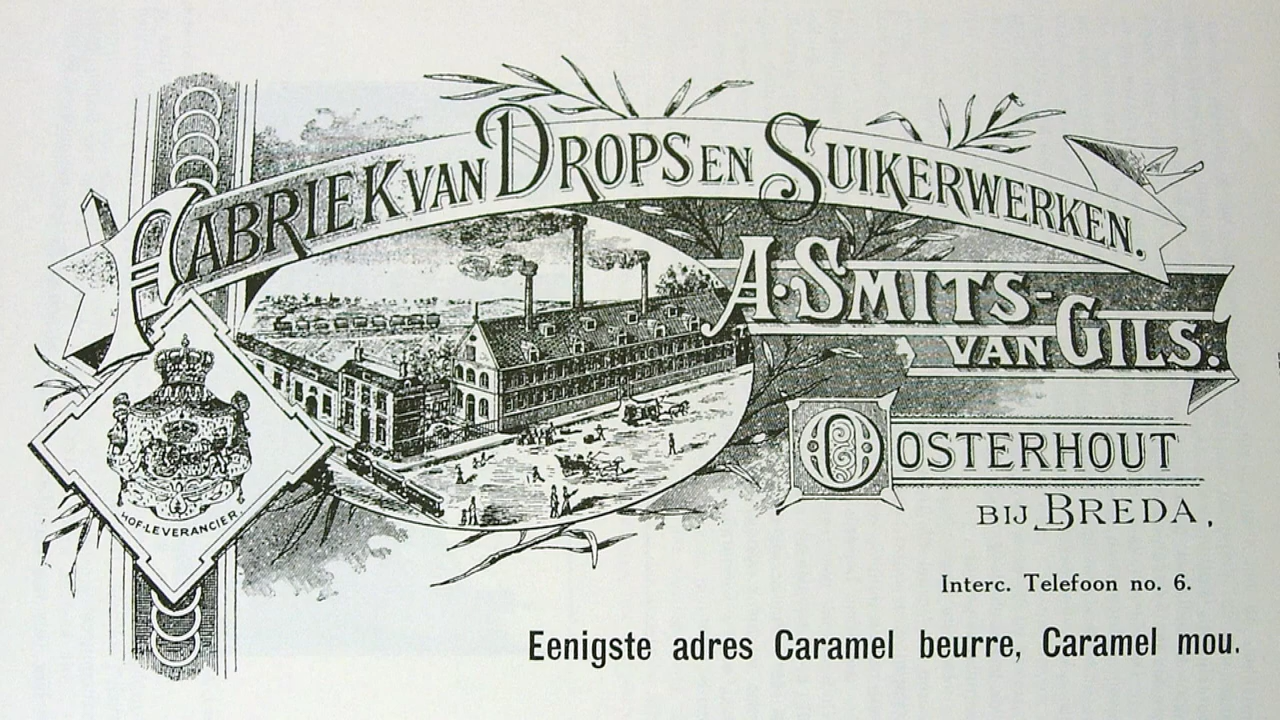 FABRIEK VAN DROPS EN SUIKERWERKEN.
A. SMITS-
VAN GILS.
HOF-LEVERANCIER.
OOSTERHOUT
BIJ BREDA,
Interc. Telefoon no. 6.
Eenigste adres Caramel beurre, Caramel mou.